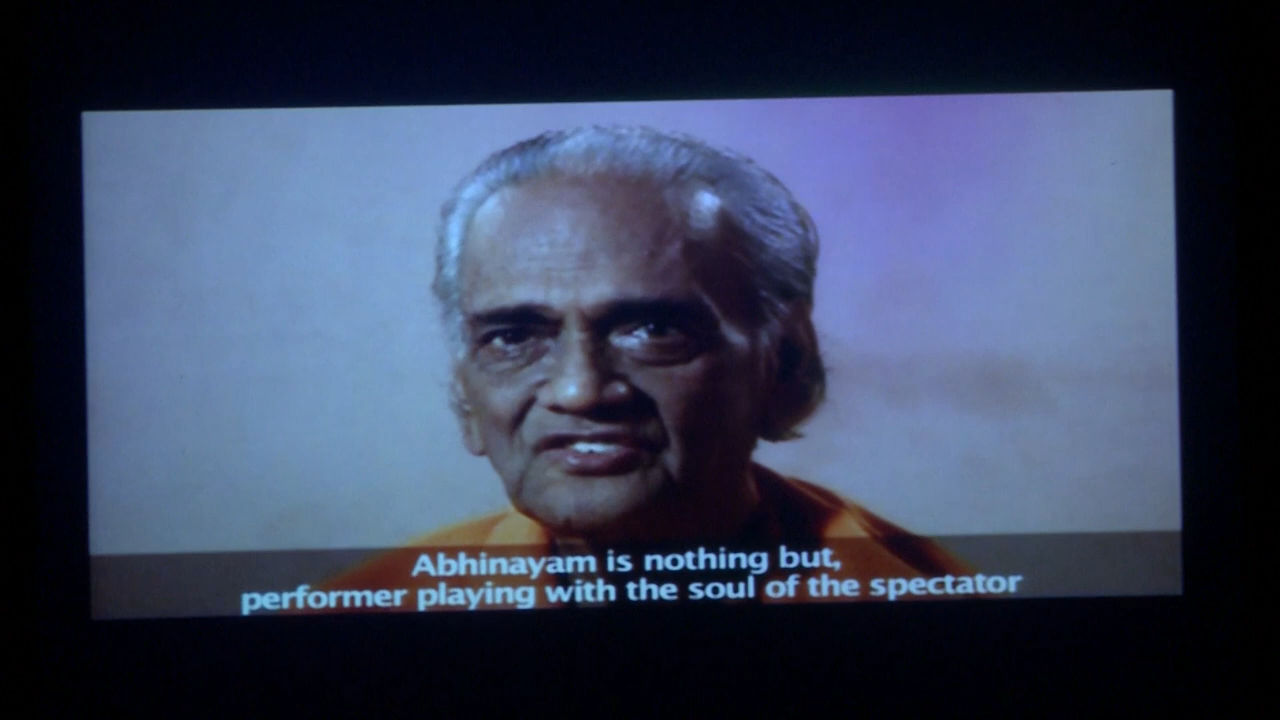 Abhinayam is nothing but,
performer playing with the soul of the spectator